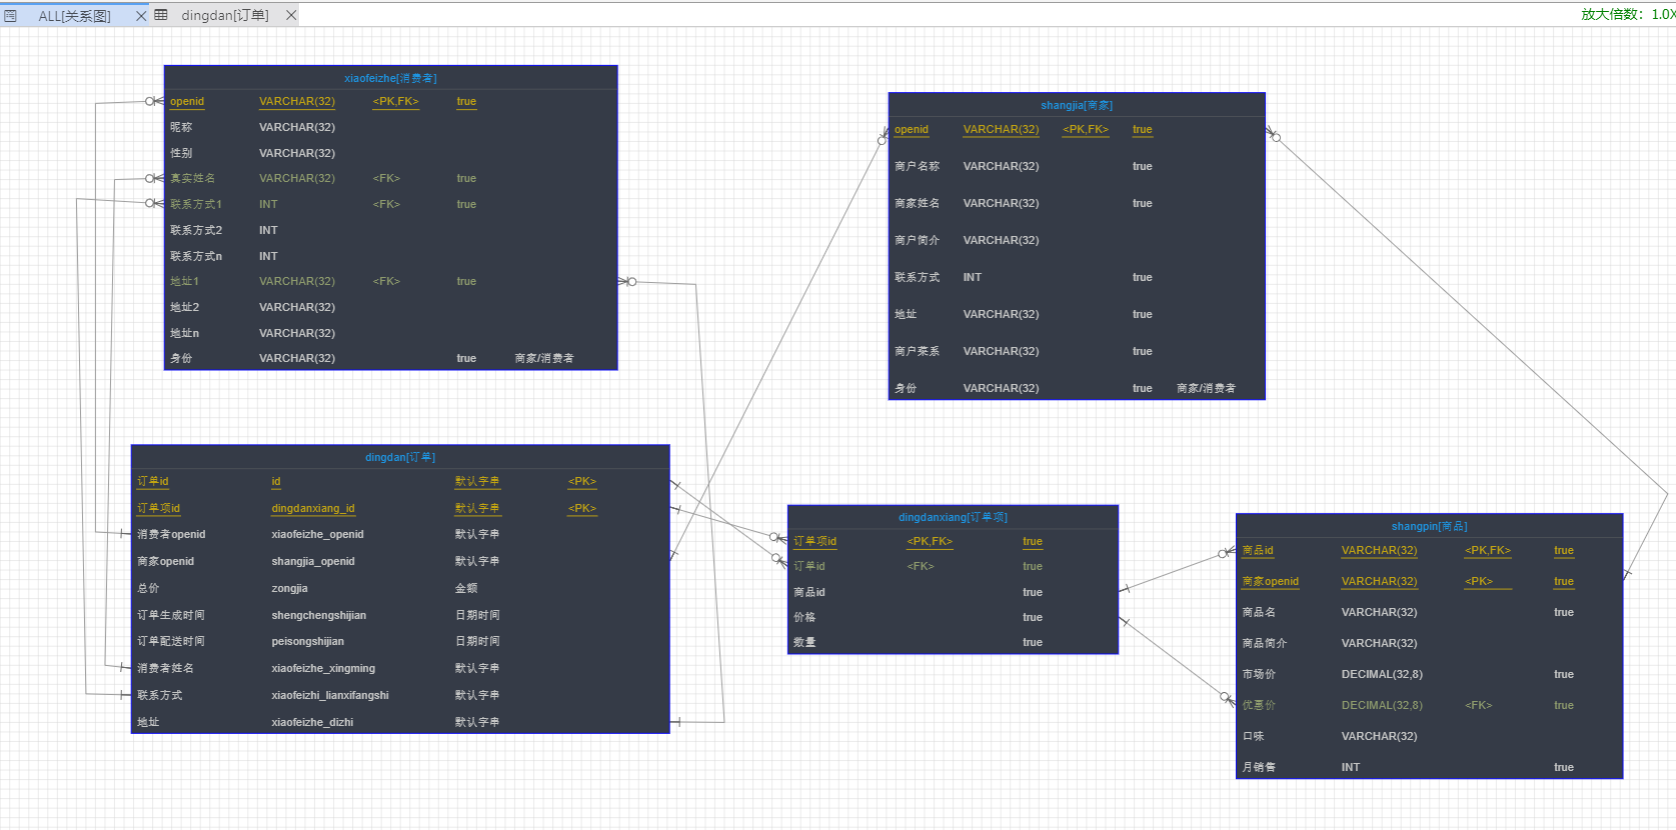 ALL[关系图]
dingdan[订单]
放大倍数：1.0X
xiaofeizhe[消费者]
openid VARCHAR(32) <PK,FK> true
昵称 VARCHAR(32)
性别 VARCHAR(32)
真实姓名 VARCHAR(32) <FK> true
联系方式1 INT <FK> true
联系方式2 INT
联系方式n INT
地址1 VARCHAR(32) <FK> true
地址2 VARCHAR(32)
地址n VARCHAR(32)
身份 VARCHAR(32) true 商家/消费者
shangjia[商家]
openid VARCHAR(32) <PK,FK> true
商户名称 VARCHAR(32) true
商家姓名 VARCHAR(32) true
商户简介 VARCHAR(32)
联系方式 INT true
地址 VARCHAR(32) true
商户菜系 VARCHAR(32) true
身份 VARCHAR(32) true 商家/消费者
dingdan[订单]
订单id id 默认字串 <PK>
订单项id dingdanxiang_id 默认字串 <PK>
消费者openid xiaofeizhe_openid 默认字串
商家openid shangjia_openid 默认字串
总价 zongjia 金额
订单生成时间 shengchengshijian 日期时间
订单配送时间 peisongshijian 日期时间
消费者姓名 xiaofeizhe_xingming 默认字串
联系方式 xiaofeizhi_lianxifangshi 默认字串
地址 xiaofeizhe_dizhi 默认字串
dingdanxiang[订单项]
订单项id <PK,FK> true
订单id <FK> true
商品id true
价格 true
数量 true
shangpin[商品]
商品id VARCHAR(32) <PK,FK> true
商家openid VARCHAR(32) <PK> true
商品名 VARCHAR(32) true
商品简介 VARCHAR(32)
市场价 DECIMAL(32,8) true
优惠价 DECIMAL(32,8) <FK> true
口味 VARCHAR(32)
月销售 INT true